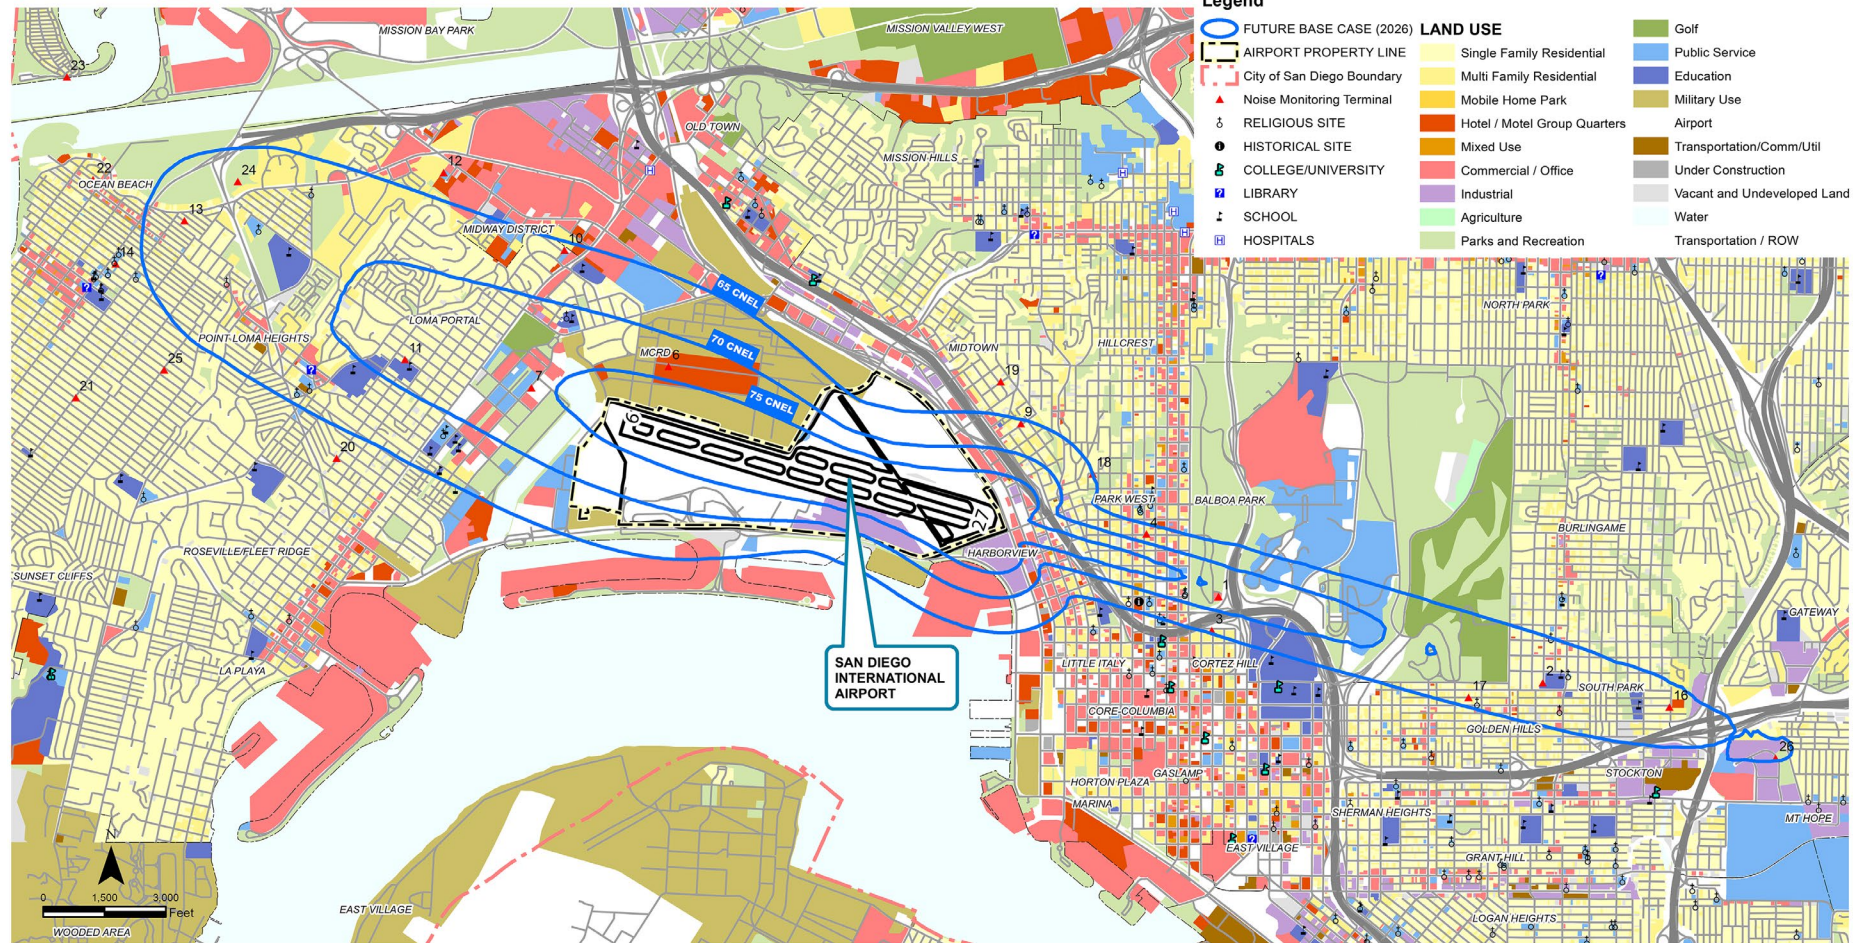 Legend
FUTURE BASE CASE (2026)
AIRPORT PROPERTY LINE
City of San Diego Boundary
Noise Monitoring Terminal
RELIGIOUS SITE
HISTORICAL SITE
COLLEGE/UNIVERSITY
LIBRARY
SCHOOL
HOSPITALS
LAND USE
Single Family Residential
Multi Family Residential
Mobile Home Park
Hotel / Motel Group Quarters
Mixed Use
Commercial / Office
Industrial
Agriculture
Parks and Recreation
Golf
Public Service
Education
Military Use
Airport
Transportation/Comm/Util
Under Construction
Vacant and Undeveloped Land
Water
Transportation / ROW
MISSION BAY PARK
MISSION VALLEY WEST
23
OLD TOWN
MISSION HILLS
12
22
24
OCEAN BEACH
13
MIDWAY DISTRICT
10
14
65 CNEL
NORTH PARK
LOMA PORTAL
POINT LOMA HEIGHTS
70 CNEL
MIDTOWN
HILLCREST
MCRD
6
11
25
7
19
21
75 CNEL
9
20
18
PARK WEST
BALBOA PARK
4
27
BURLINGAME
ROSEVILLE/FLEET RIDGE
HARBORVIEW
SUNSET CLIFFS
1
3
GATEWAY
SAN DIEGO
INTERNATIONAL
AIRPORT
LA PLAYA
LITTLE ITALY
CORTEZ HILL
17
2
SOUTH PARK
16
CORE-COLUMBIA
GOLDEN HILLS
26
GASLAMP
HORTON PLAZA
STOCKTON
MARINA
SHERMAN HEIGHTS
MT HOPE
N
EAST VILLAGE
GRANT HILL
0
1,500
3,000
Feet
EAST VILLAGE
LOGAN HEIGHTS
WOODED AREA